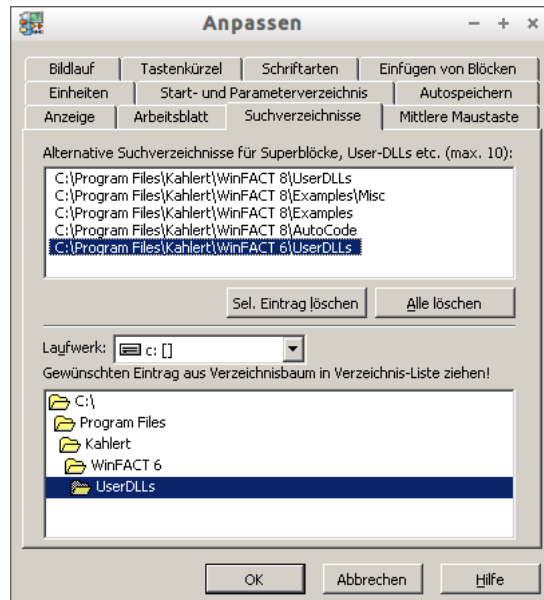 Anpassen
Bildlauf Tastenkürzel Schriftarten Einfügen von Blöcken
Einheiten Start- und Parameterverzeichnis Autospeichern
Anzeige Arbeitsblatt Suchverzeichnisse Mittlere Maustaste
Alternative Suchverzeichnisse für Superblöcke, User-DLLs etc. (max. 10):
C:\Program Files\Kahlert\WinFACT 8\UserDLLs
C:\Program Files\Kahlert\WinFACT 8\Examples\Misc
C:\Program Files\Kahlert\WinFACT 8\Examples
C:\Program Files\Kahlert\WinFACT 8\AutoCode
C:\Program Files\Kahlert\WinFACT 6\UserDLLs
Sel. Eintrag löschen Alle löschen
Laufwerk: c: []
Gewünschten Eintrag aus Verzeichnisbaum in Verzeichnis-Liste ziehen!
C:\
Program Files
Kahlert
WinFACT 6
UserDLLs
OK Abbrechen Hilfe